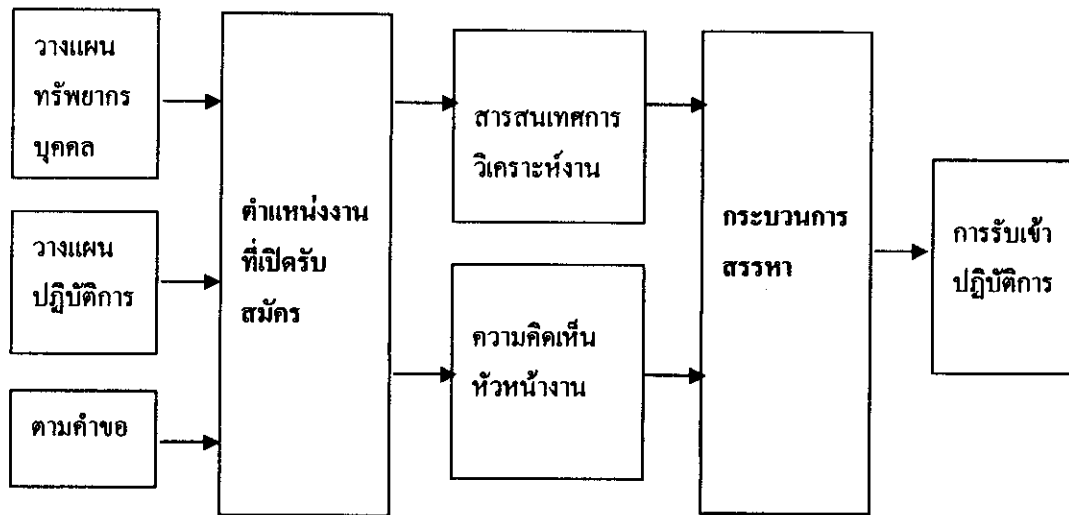 วางแผน
ทรัพยากร
บุคคล
วางแผน
ปฏิบัติการ
ตามคำขอ
ตำแหน่งงาน
ที่เปิดรับ
สมัคร
สารสนเทศการ
วิเคราะห์งาน
ความคิดเห็น
หัวหน้างาน
กระบวนการ
สรรหา
การรับเข้า
ปฏิบัติการ